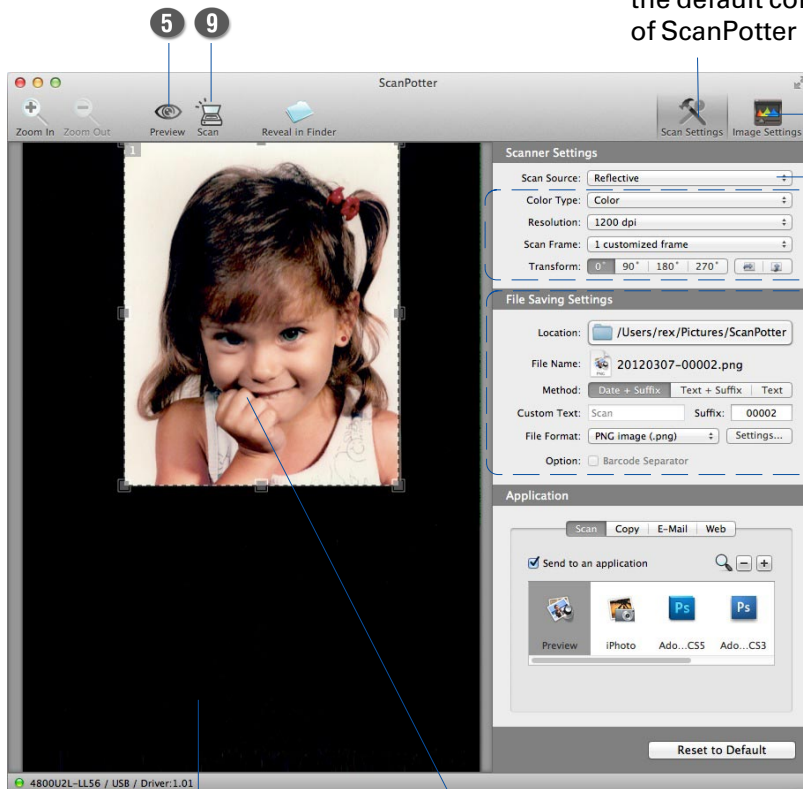 the default co
of ScanPotter
5 9
ScanPotter
Zoom In Zoom Out Preview Scan Reveal in Finder Scan Settings Image Settings
1
Scanner Settings
Scan Source: Reflective
Color Type: Color
Resolution: 1200 dpi
Scan Frame: 1 customized frame
Transform: 0° 90° 180° 270°
File Saving Settings
Location: /Users/rex/Pictures/ScanPotter
File Name: 20120307-00002.png
Method: Date + Suffix Text + Suffix Text
Custom Text: Scan Suffix: 00002
File Format: PNG image (.png) Settings...
Option: Barcode Separator
Application
Scan Copy E-Mail Web
Send to an application
Ps Ps
Preview iPhoto Ado...CS5 Ado...CS3
Reset to Default
4800U2L-LL56 / USB / Driver:1.01